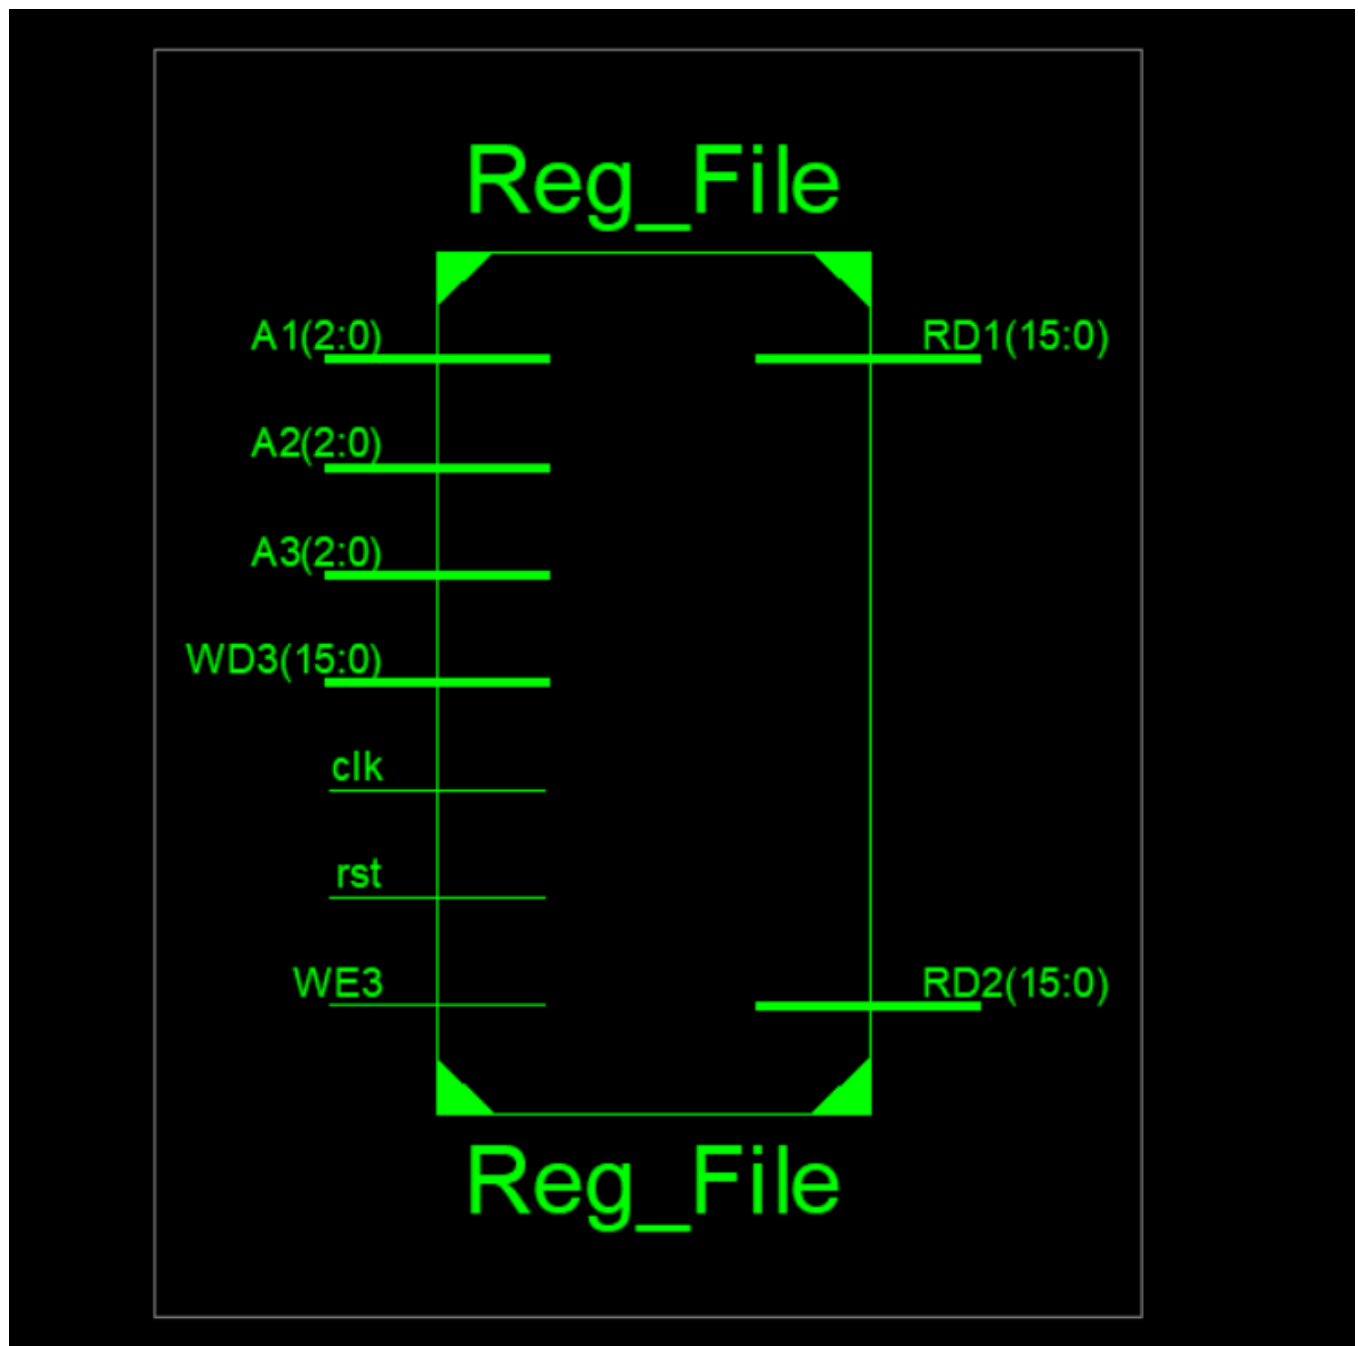 Reg_File
A1(2:0)
RD1(15:0)
A2(2:0)
A3(2:0)
WD3(15:0)
clk
rst
WE3
RD2(15:0)
Reg_File